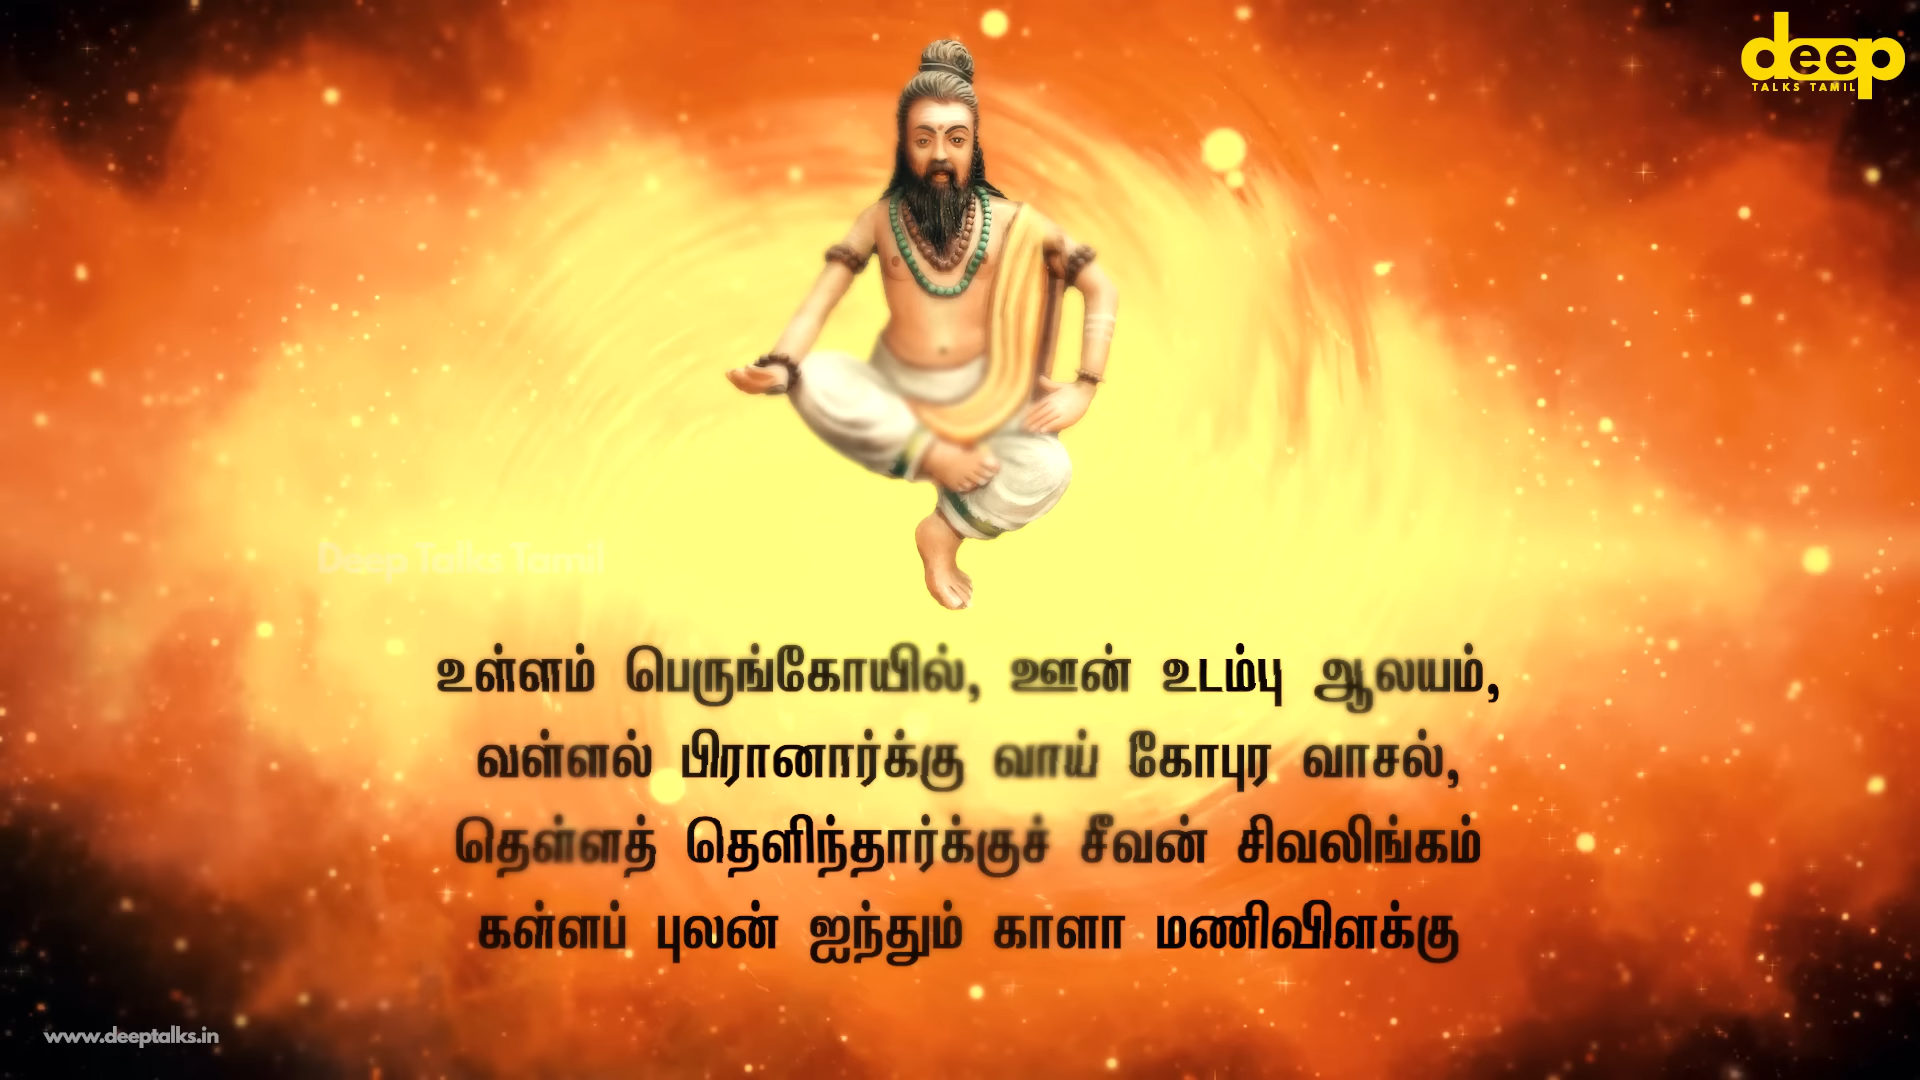 deep
TALKS TAMIL
Deep Talks Tamil
உள்ளம் பெருங்கோயில், ஊன் உடம்பு ஆலயம்,
வள்ளல் பிரானார்க்கு வாய் கோபுர வாசல்,
தெள்ளத் தெளிந்தார்க்குச் சீவன் சிவலிங்கம்
கள்ளப் புலன் ஐந்தும் காளா மணிவிளக்கு
www.deeptalks.in